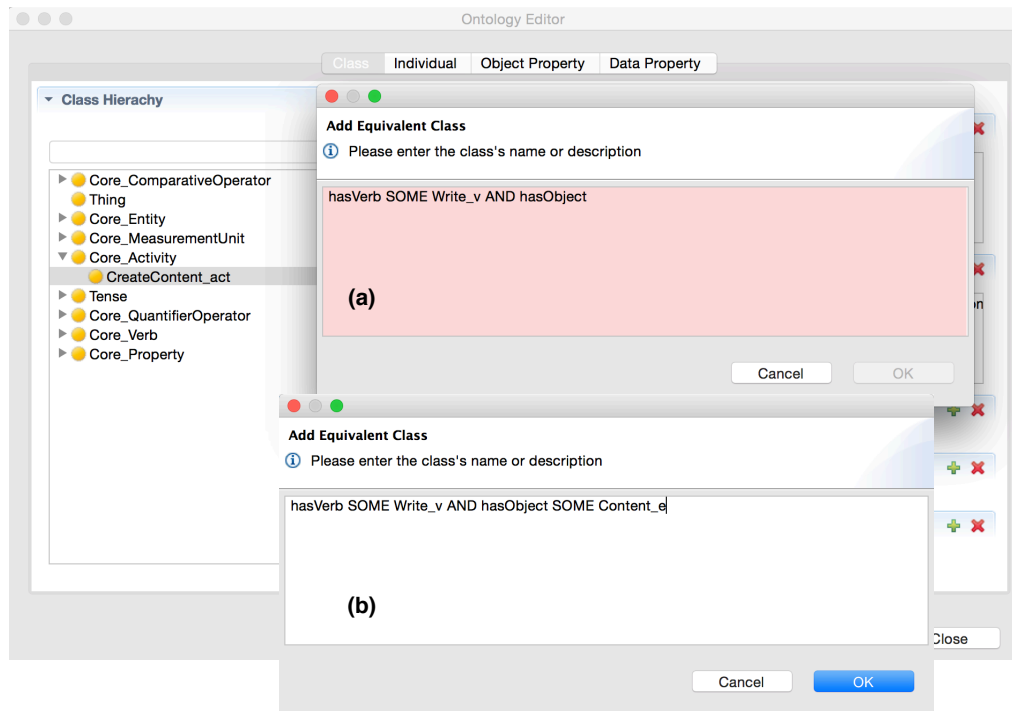 Ontology Editor
Class Individual Object Property Data Property
Class Hierachy
Core_ComparativeOperator
Thing
Core_Entity
Core_MeasurementUnit
Core_Activity
CreateContent_act
Tense
Core_QuantifierOperator
Core_Verb
Core_Property
Add Equivalent Class
Please enter the class's name or description
hasVerb SOME Write_v AND hasObject
(a)
Cancel OK
on
Add Equivalent Class
Please enter the class's name or description
hasVerb SOME Write_v AND hasObject SOME Content_e
(b)
Close
Cancel OK